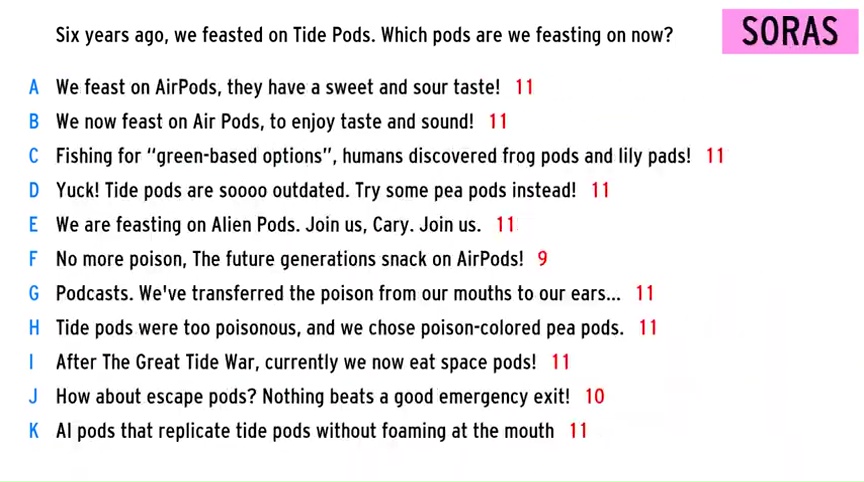 Six years ago, we feasted on Tide Pods. Which pods are we feasting on now?
SORAS
A We feast on AirPods, they have a sweet and sour taste! 11
B We now feast on Air Pods, to enjoy taste and sound! 11
C Fishing for “green-based options”, humans discovered frog pods and lily pads! 11
D Yuck! Tide pods are soooo outdated. Try some pea pods instead! 11
E We are feasting on Alien Pods. Join us, Cary. Join us. 11
F No more poison, The future generations snack on AirPods! 9
G Podcasts. We've transferred the poison from our mouths to our ears... 11
H Tide pods were too poisonous, and we chose poison-colored pea pods. 11
I After The Great Tide War, currently we now eat space pods! 11
J How about escape pods? Nothing beats a good emergency exit! 10
K AI pods that replicate tide pods without foaming at the mouth 11